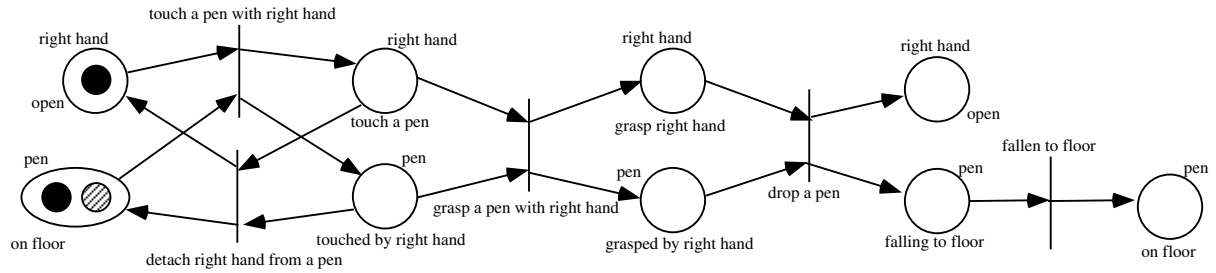 touch a pen with right hand
right hand
right hand
right hand
right hand
open
touch a pen
grasp right hand
open
fallen to floor
pen
pen
pen
pen
pen
drop a pen
grasp a pen with right hand
on floor
touched by right hand
grasped by right hand
falling to floor
on floor
detach right hand from a pen